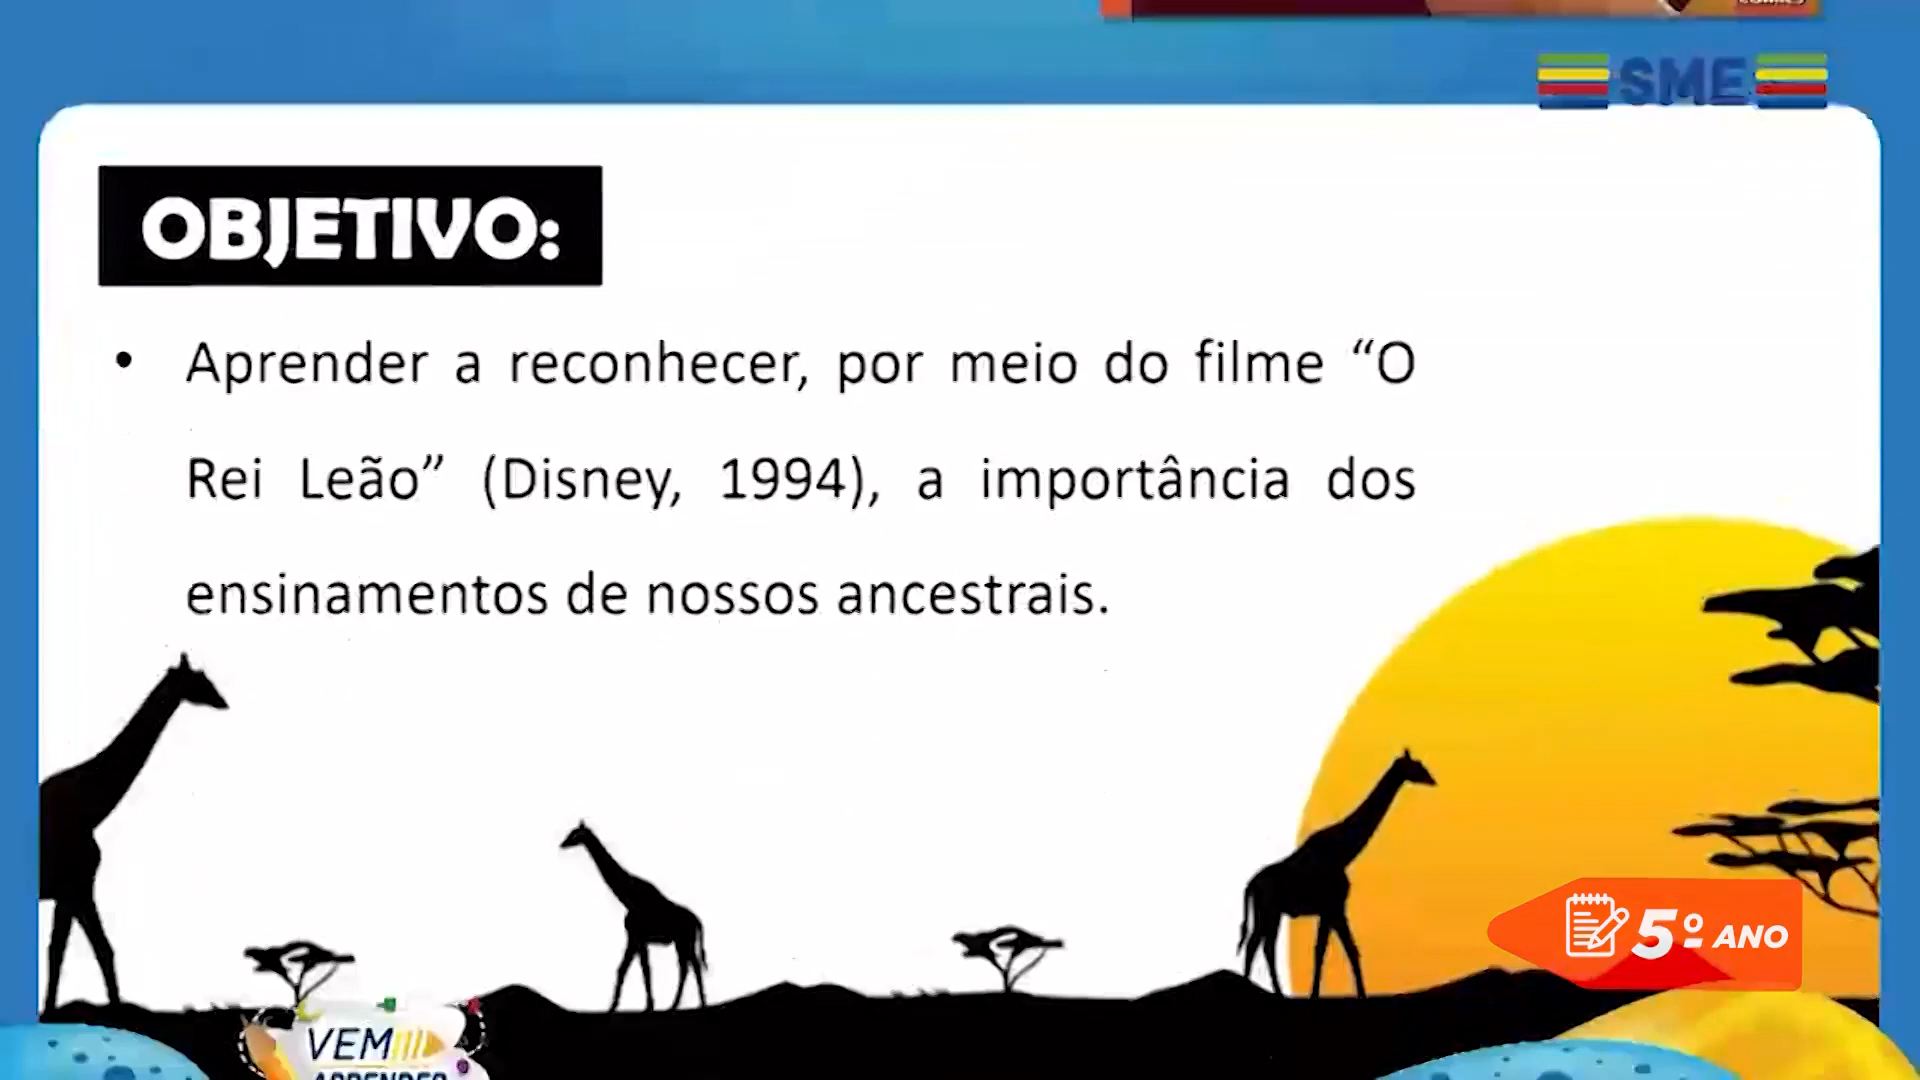 SME
OBJETIVO:
• Aprender a reconhecer, por meio do filme “O
Rei Leão” (Disney, 1994), a importância dos
ensinamentos de nossos ancestrais.
5º ANO
VEM
APRENDER